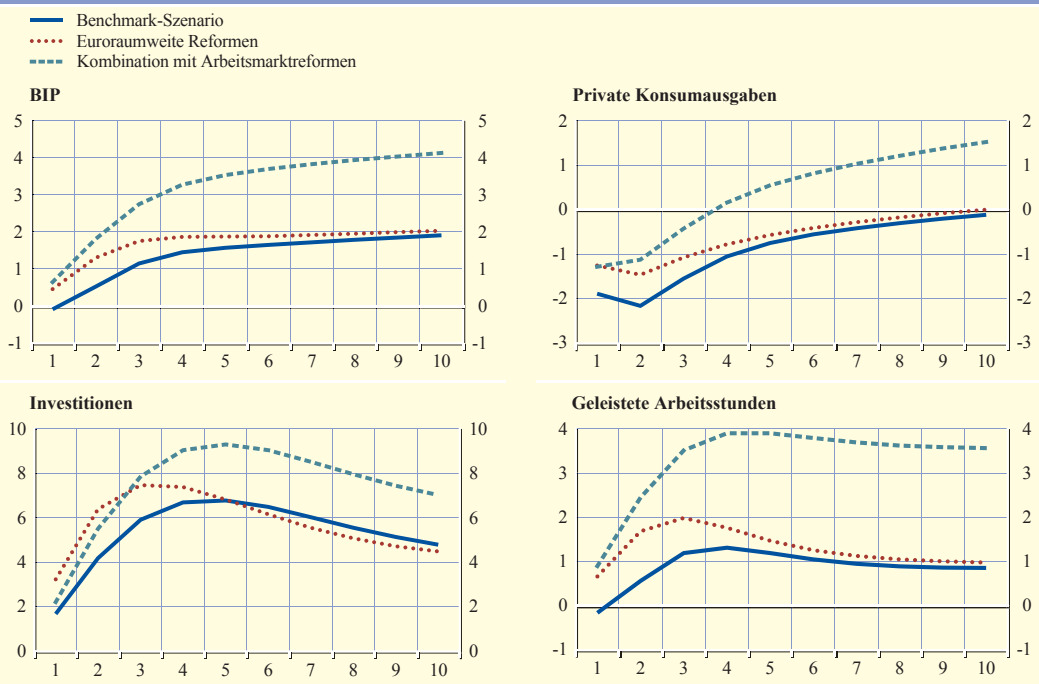 Benchmark-Szenario
Euroraumweite Reformen
Kombination mit Arbeitsmarktreformen
BIP
5 5
4 4
3 3
2 2
1 1
0 0
-1 -1
1 2 3 4 5 6 7 8 9 10
Private Konsumausgaben
2 2
1 1
0 0
-1 -1
-2 -2
-3 -3
1 2 3 4 5 6 7 8 9 10
Investitionen
10 10
8 8
6 6
4 4
2 2
0 0
1 2 3 4 5 6 7 8 9 10
Geleistete Arbeitsstunden
4 4
3 3
2 2
1 1
0 0
-1 -1
1 2 3 4 5 6 7 8 9 10